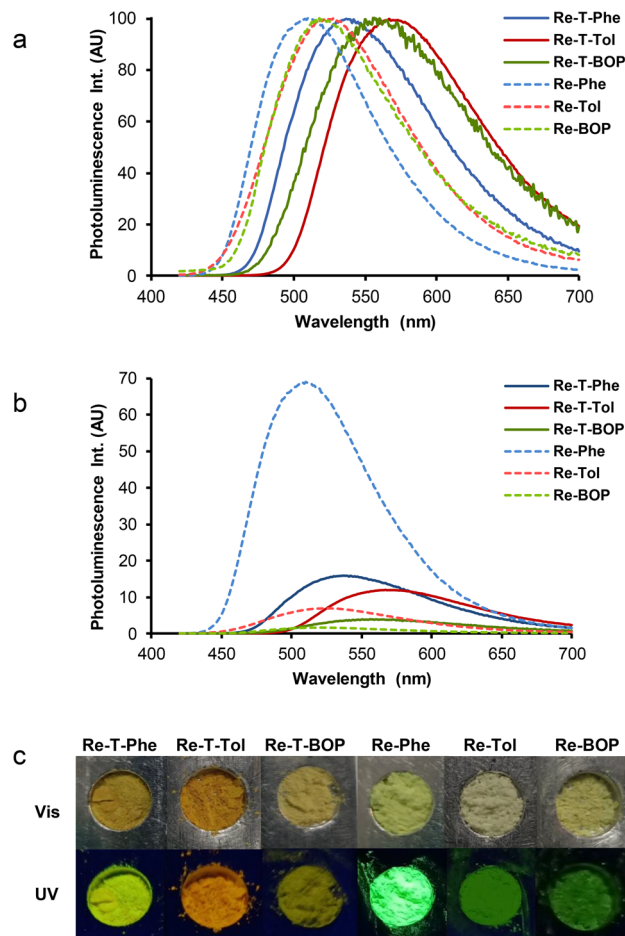 a
Photoluminescence Int. (AU)
100
80
60
40
20
0
400 450 500 550 600 650 700
Wavelength (nm)
Re-T-Phe
Re-T-Tol
Re-T-BOP
Re-Phe
Re-Tol
Re-BOP
b
Photoluminescence Int. (AU)
70
60
50
40
30
20
10
0
400 450 500 550 600 650 700
Wavelength (nm)
Re-T-Phe
Re-T-Tol
Re-T-BOP
Re-Phe
Re-Tol
Re-BOP
c
Re-T-Phe Re-T-Tol Re-T-BOP Re-Phe Re-Tol Re-BOP
Vis
UV